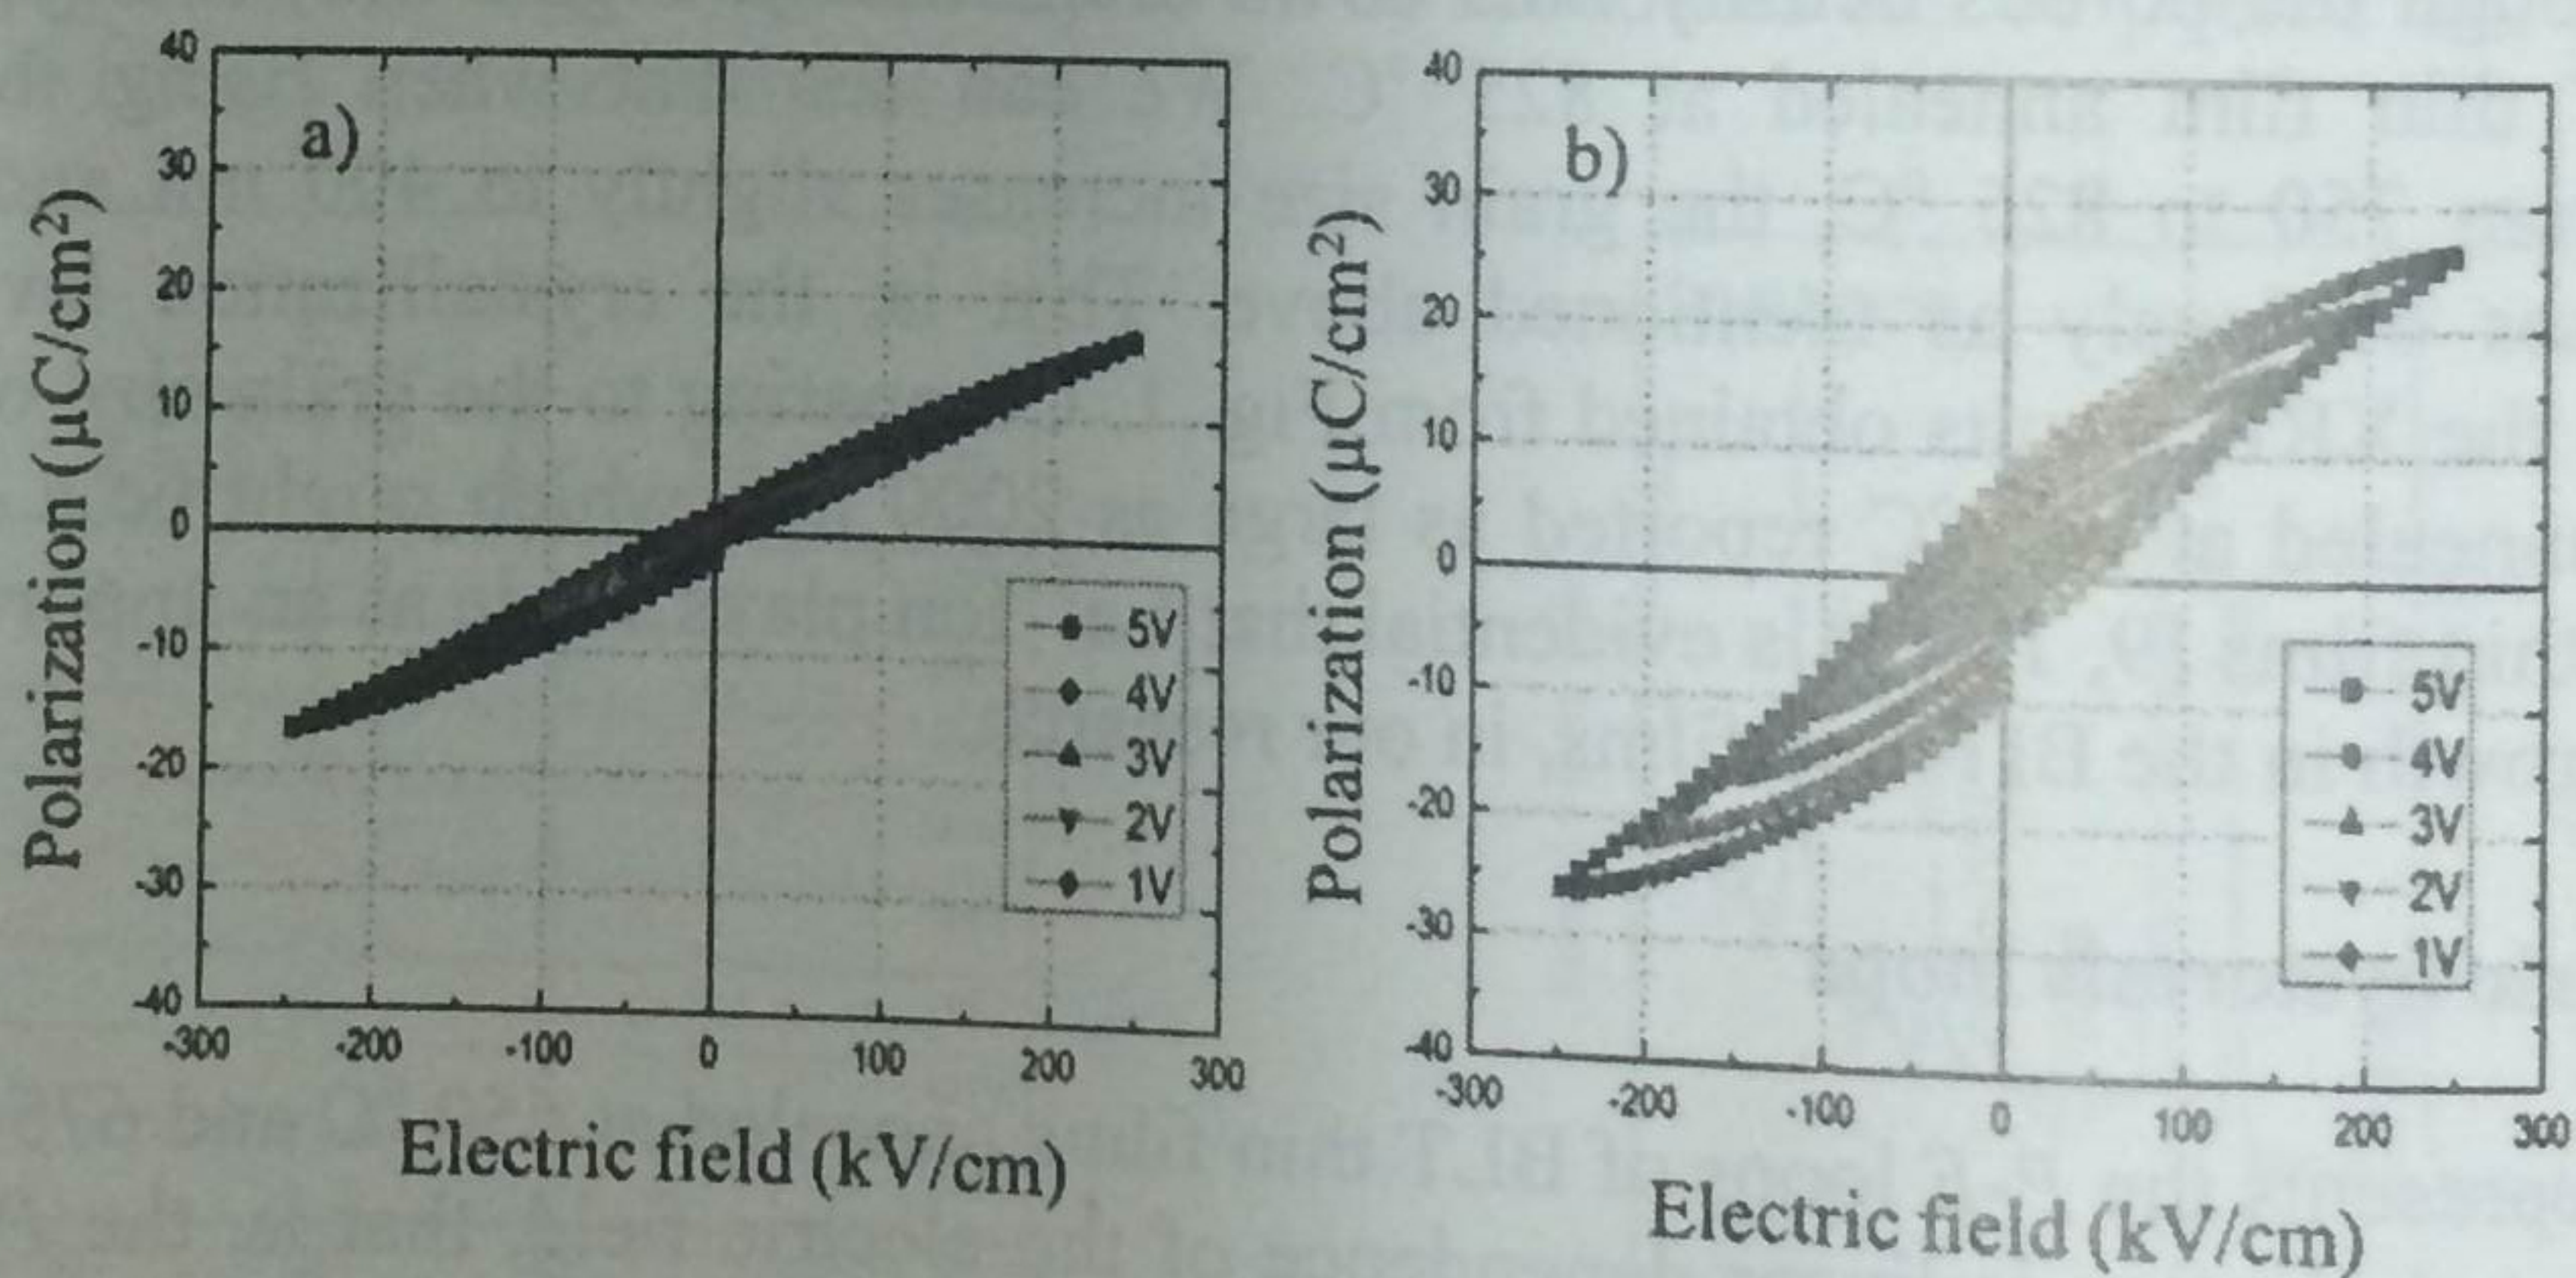 a)
Polarization (μC/cm²)
40
30
20
10
0
-10
-20
-30
-40
-300 -200 -100 0 100 200 300
Electric field (kV/cm)
5V
4V
3V
2V
1V
b)
Polarization (μC/cm²)
40
30
20
10
0
-10
-20
-30
-40
-300 -200 -100 0 100 200 300
Electric field (kV/cm)
5V
4V
3V
2V
1V